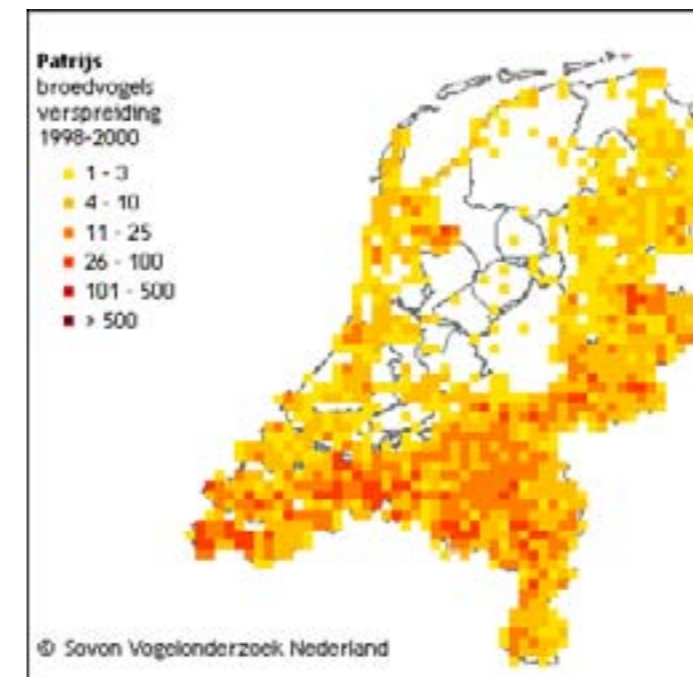 Patrijs
broedvogels
verspreiding
1998-2000
1 - 3
4 - 10
11 - 25
26 - 100
101 - 500
> 500
© Sovon Vogelonderzoek Nederland